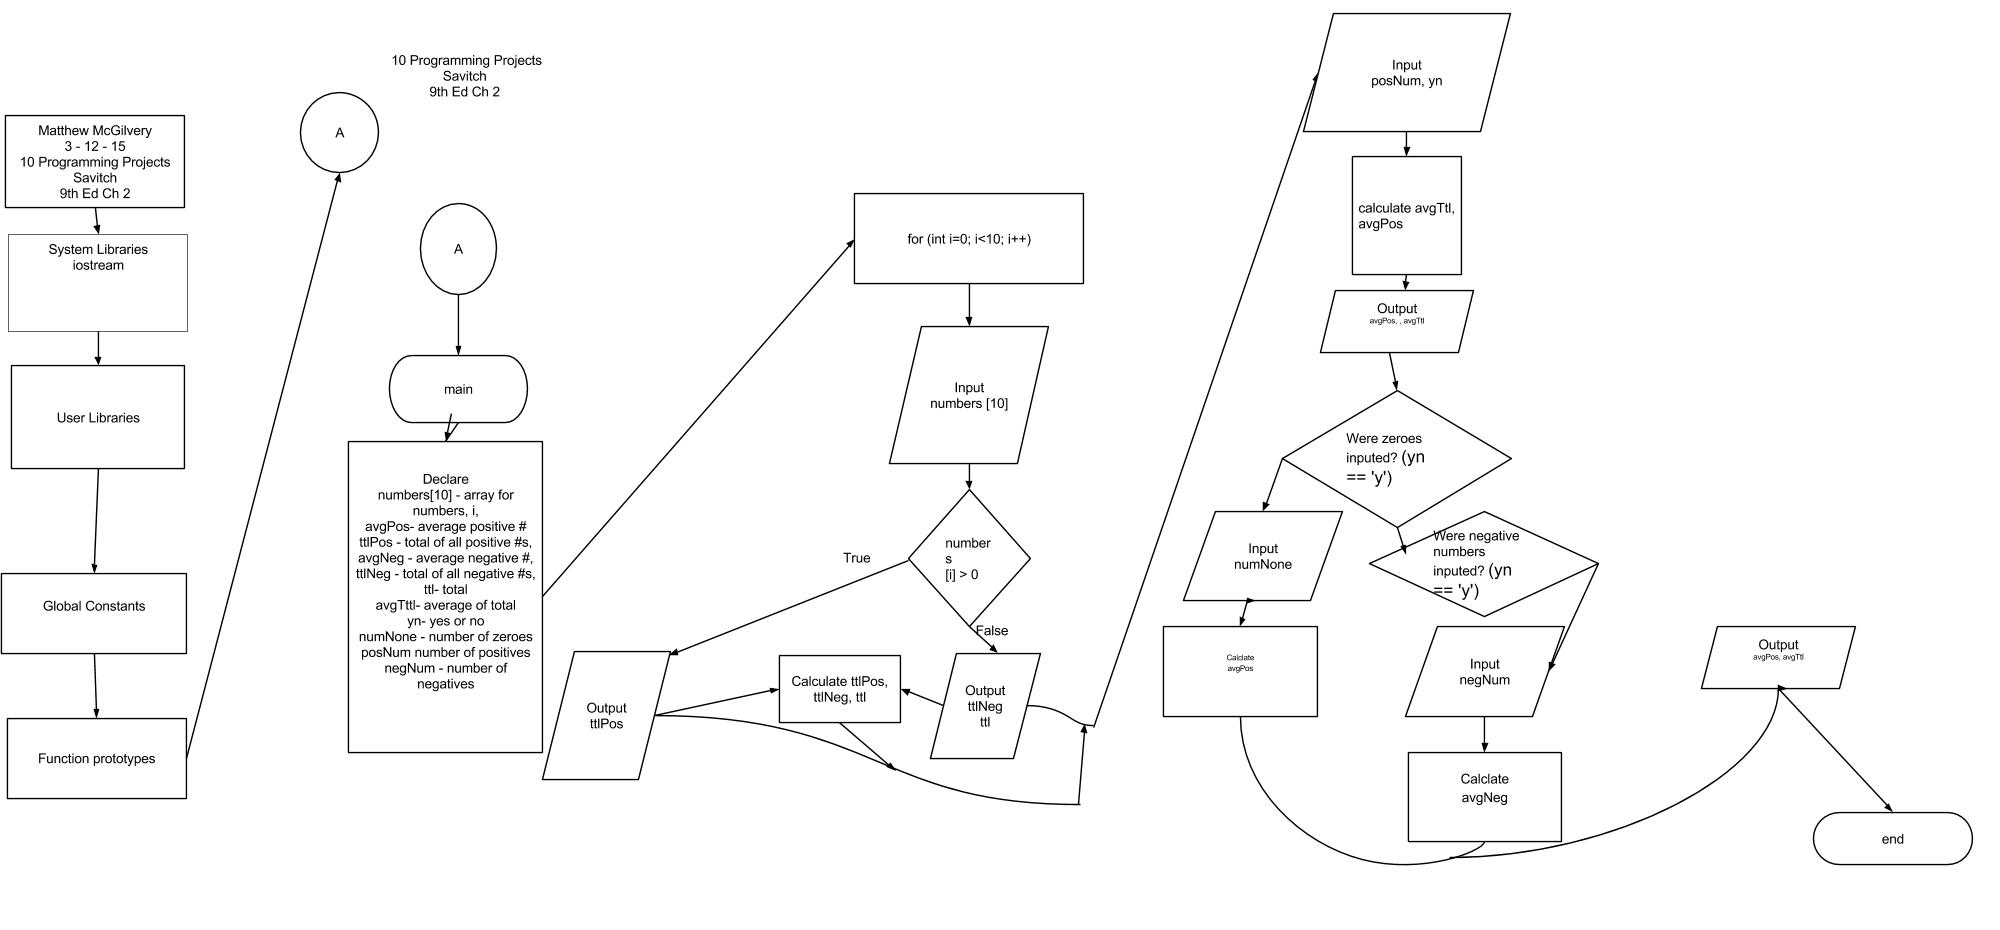 Matthew McGilvery
3 - 12 - 15
10 Programming Projects
Savitch
9th Ed Ch 2
System Libraries
iostream
User Libraries
Global Constants
Function prototypes
A
10 Programming Projects
Savitch
9th Ed Ch 2
A
main
Declare
numbers[10] - array for
numbers, i,
avgPos- average positive #
ttlPos - total of all positive #s,
avgNeg - average negative #,
ttlNeg - total of all negative #s,
ttl- total
avgTttl- average of total
yn- yes or no
numNone - number of zeroes
posNum number of positives
negNum - number of
negatives
for (int i=0; i<10; i++)
Input
numbers [10]
number
s
[i] > 0
True
False
Output
ttlPos
Calculate ttlPos,
ttlNeg, ttl
Output
ttlNeg
ttl
Input
posNum, yn
calculate avgTtl,
avgPos
Output
avgPos, , avgTtl
Were zeroes
inputed? (yn
== 'y')
Input
numNone
Calclate
avgPos
Were negative
numbers
inputed? (yn
== 'y')
Input
negNum
Calclate
avgNeg
Output
avgPos, avgTtl
end